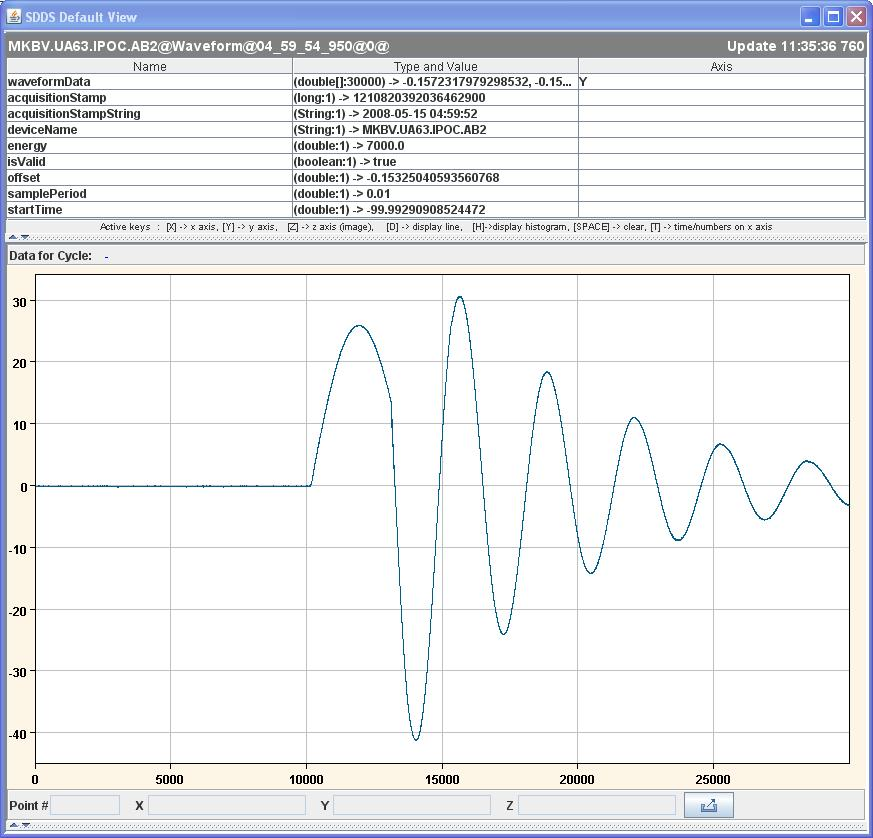 SDDS Default View
MKBV.UA63.IPOC.AB2@Waveform@04_59_54_950@0@ Update 11:35:36 760
Name Type and Value Axis
waveformData (double[]:30000) -> -0.1572317979298532, -0.15... Y
acquisitionStamp (long:1) -> 1210820392036462900
acquisitionStampString (String:1) -> 2008-05-15 04:59:52
deviceName (String:1) -> MKBV.UA63.IPOC.AB2
energy (double:1) -> 7000.0
isValid (boolean:1) -> true
offset (double:1) -> -0.15325040593560768
samplePeriod (double:1) -> 0.01
startTime (double:1) -> -99.99290908524472
Active keys : [X] -> x axis, [Y] -> y axis, [Z] -> z axis (image), [D] -> display line, [H]->display histogram, [SPACE] -> clear, [T] -> time/numbers on x axis
Data for Cycle: -
30
20
10
0
-10
-20
-30
-40
0 5000 10000 15000 20000 25000
Point # X Y Z